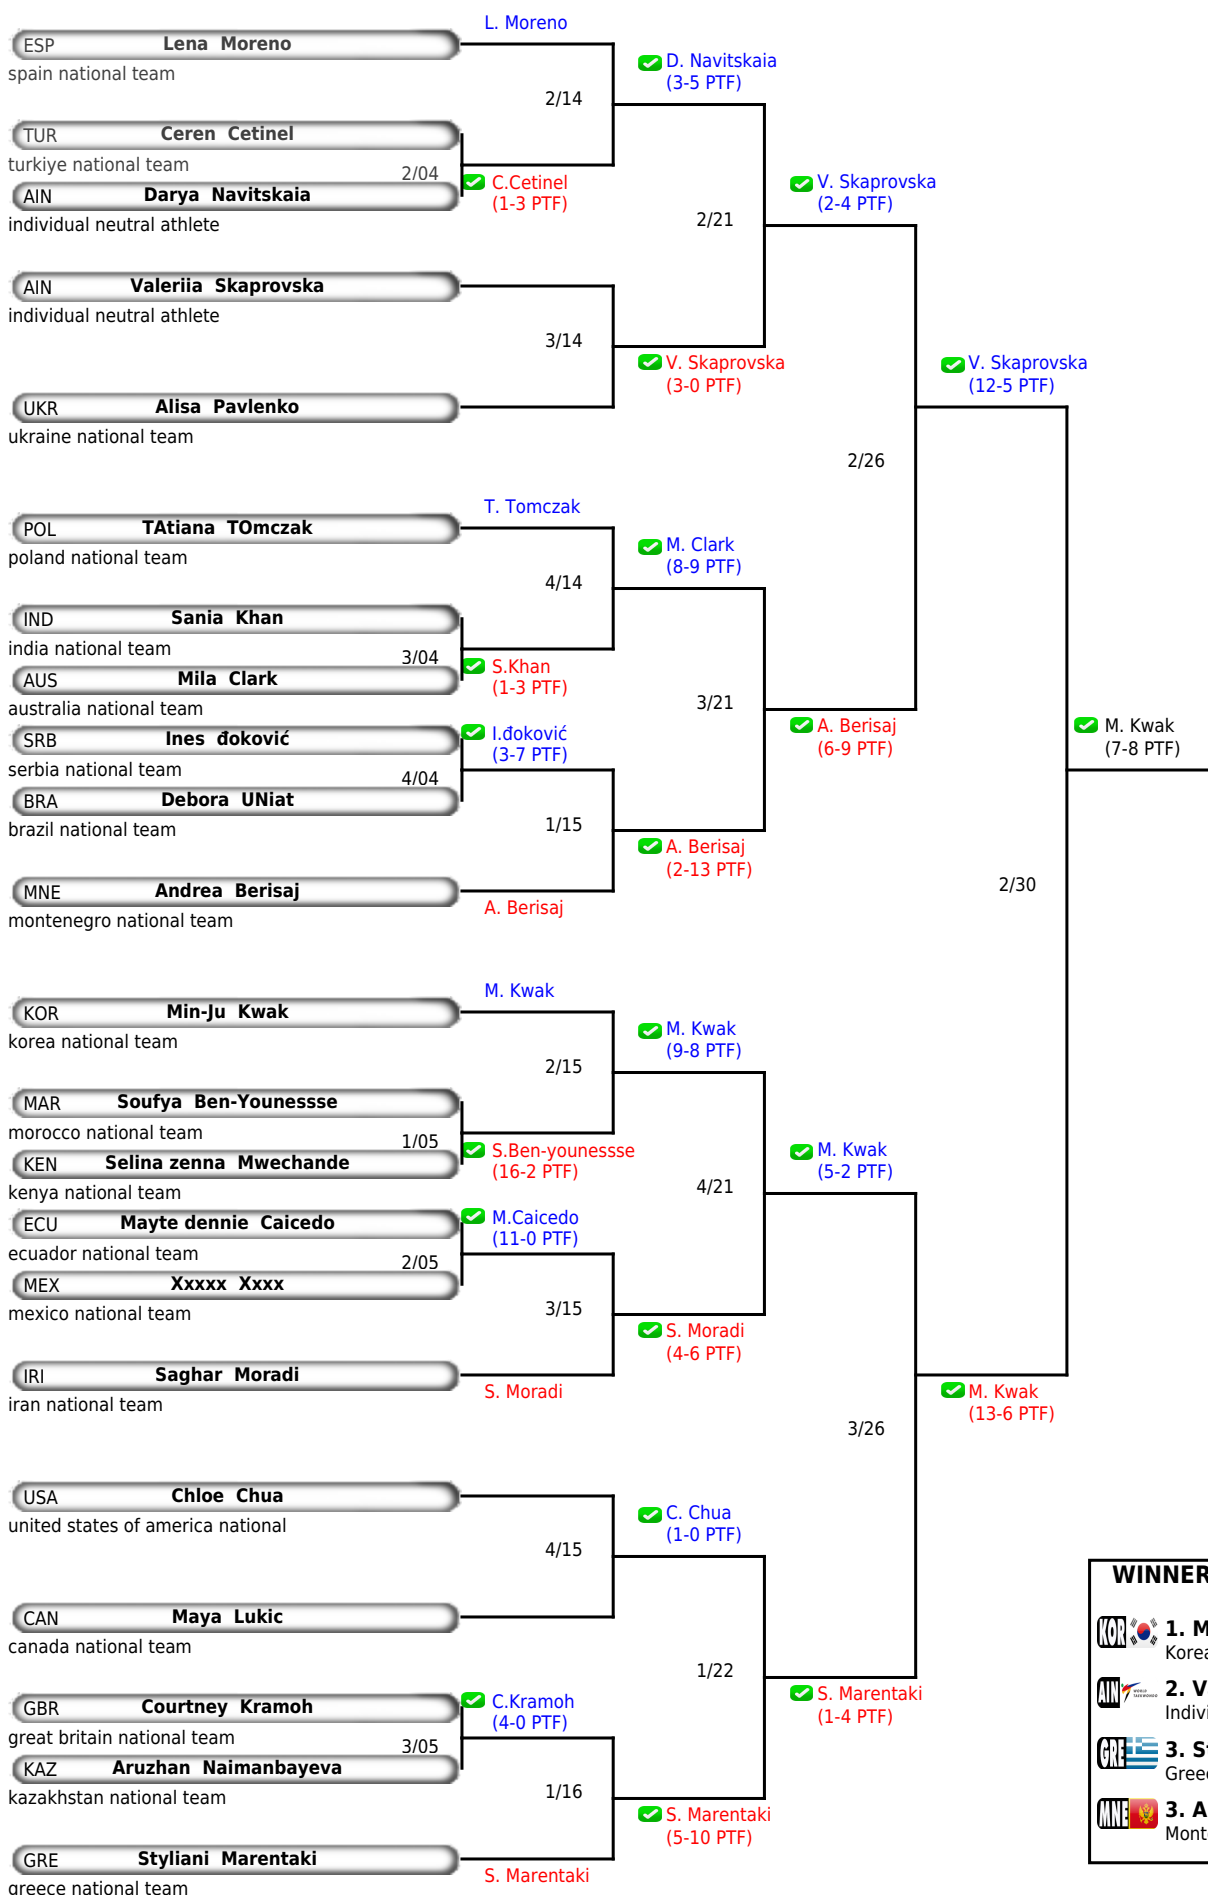 L. Moreno
ESP Lena Moreno
spain national team
D. Navitskaia
(3-5 PTF)
2/14
TUR Ceren Cetinel
turkiye national team
2/04
C.Cetinel
(1-3 PTF)
AIN Darya Navitskaia
individual neutral athlete
V. Skaprovska
(2-4 PTF)
2/21
AIN Valeriia Skaprovska
individual neutral athlete
3/14
V. Skaprovska
(3-0 PTF)
V. Skaprovska
(12-5 PTF)
UKR Alisa Pavlenko
ukraine national team
2/26
T. Tomczak
POL TAtiana TOmczak
poland national team
M. Clark
(8-9 PTF)
4/14
IND Sania Khan
india national team
3/04
S.Khan
(1-3 PTF)
AUS Mila Clark
australia national team
3/21
SRB Ines đoković
serbia national team
I.đoković
(3-7 PTF)
A. Berisaj
(6-9 PTF)
M. Kwak
(7-8 PTF)
4/04
BRA Debora UNiat
brazil national team
1/15
A. Berisaj
(2-13 PTF)
MNE Andrea Berisaj
montenegro national team
A. Berisaj
2/30
M. Kwak
KOR Min-Ju Kwak
korea national team
M. Kwak
(9-8 PTF)
2/15
MAR Soufya Ben-Younessse
morocco national team
1/05
S.Ben-younessse
(16-2 PTF)
M. Kwak
(5-2 PTF)
KEN Selina zenna Mwechande
kenya national team
4/21
ECU Mayte dennie Caicedo
ecuador national team
M.Caicedo
(11-0 PTF)
2/05
MEX Xxxxx Xxxx
mexico national team
3/15
S. Moradi
(4-6 PTF)
IRI Saghar Moradi
iran national team
S. Moradi
M. Kwak
(13-6 PTF)
3/26
USA Chloe Chua
united states of america national
C. Chua
(1-0 PTF)
4/15
CAN Maya Lukic
canada national team
1/22
GBR Courtney Kramoh
great britain national team
C.Kramoh
(4-0 PTF)
S. Marentaki
(1-4 PTF)
3/05
KAZ Aruzhan Naimanbayeva
kazakhstan national team
1/16
S. Marentaki
(5-10 PTF)
GRE Styliani Marentaki
greece national team
S. Marentaki
WINNER
KOR 1. M
Korea
AIN 2. V
Indivi
GRE 3. St
Greec
MNE 3. A
Mont